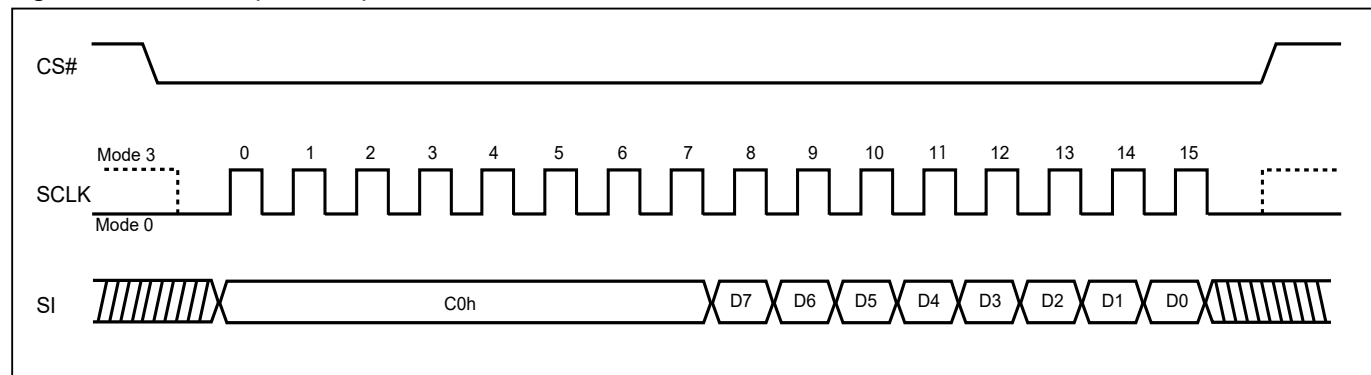 CS#
Mode 3 0 1 2 3 4 5 6 7 8 9 10 11 12 13 14 15
SCLK
Mode 0
SI C0h D7 D6 D5 D4 D3 D2 D1 D0